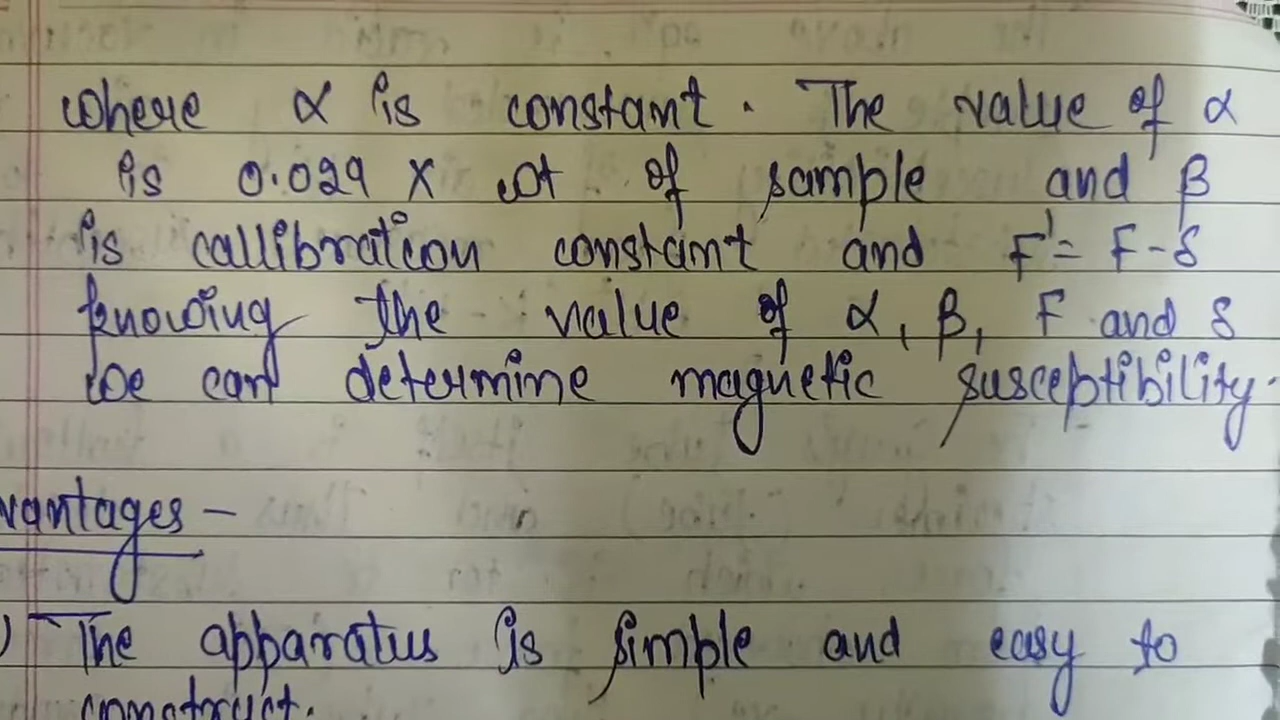 where α is constant. The value of α
is 0.029 × wt. of sample and β
is callibration constant and F' = F - δ
knowing the value of α, β, F and δ
we can determine magnetic susceptibility.
vantages -
) The apparatus is simple and easy to
construct.